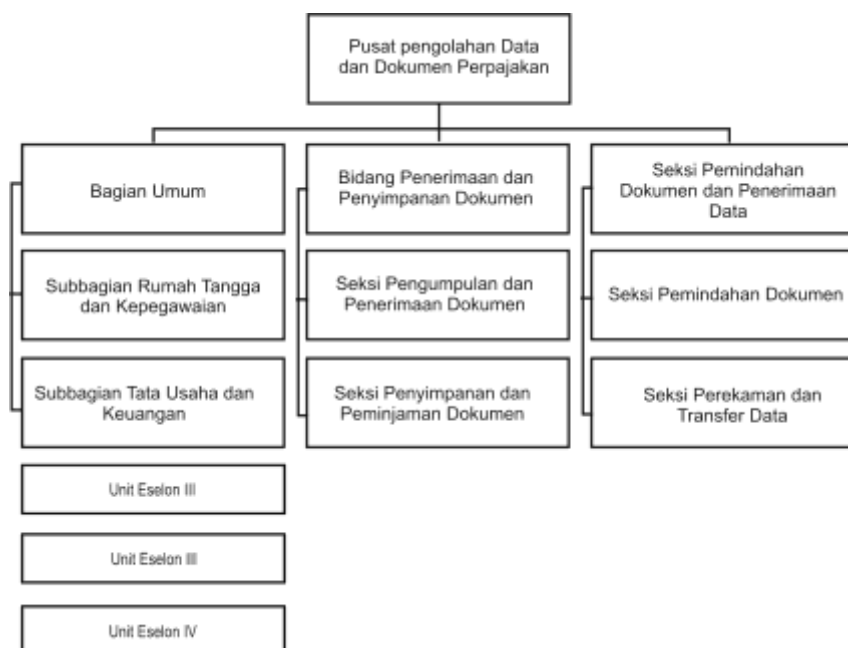 Pusat pengolahan Data
dan Dokumen Perpajakan
Bagian Umum
Bidang Penerimaan dan
Penyimpanan Dokumen
Seksi Pemindahan
Dokumen dan Penerimaan
Data
Subbagian Rumah Tangga
dan Kepegawaian
Seksi Pengumpulan dan
Penerimaan Dokumen
Seksi Pemindahan Dokumen
Subbagian Tata Usaha dan
Keuangan
Seksi Penyimpanan dan
Peminjaman Dokumen
Seksi Perekaman dan
Transfer Data
Unit Eselon III
Unit Eselon III
Unit Eselon IV